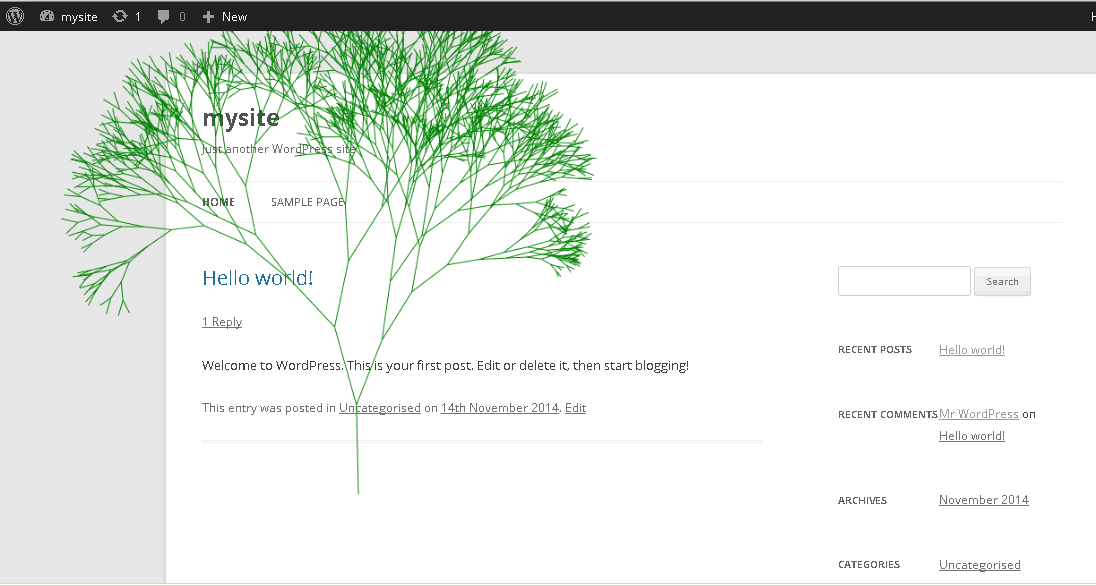 mysite 1 0 New H
mysite
Just another WordPress site
HOME SAMPLE PAGE
Hello world!
1 Reply
Welcome to WordPress. This is your first post. Edit or delete it, then start blogging!
This entry was posted in Uncategorised on 14th November 2014. Edit
Search
RECENT POSTS Hello world!
RECENT COMMENTS Mr WordPress on
Hello world!
ARCHIVES November 2014
CATEGORIES Uncategorised